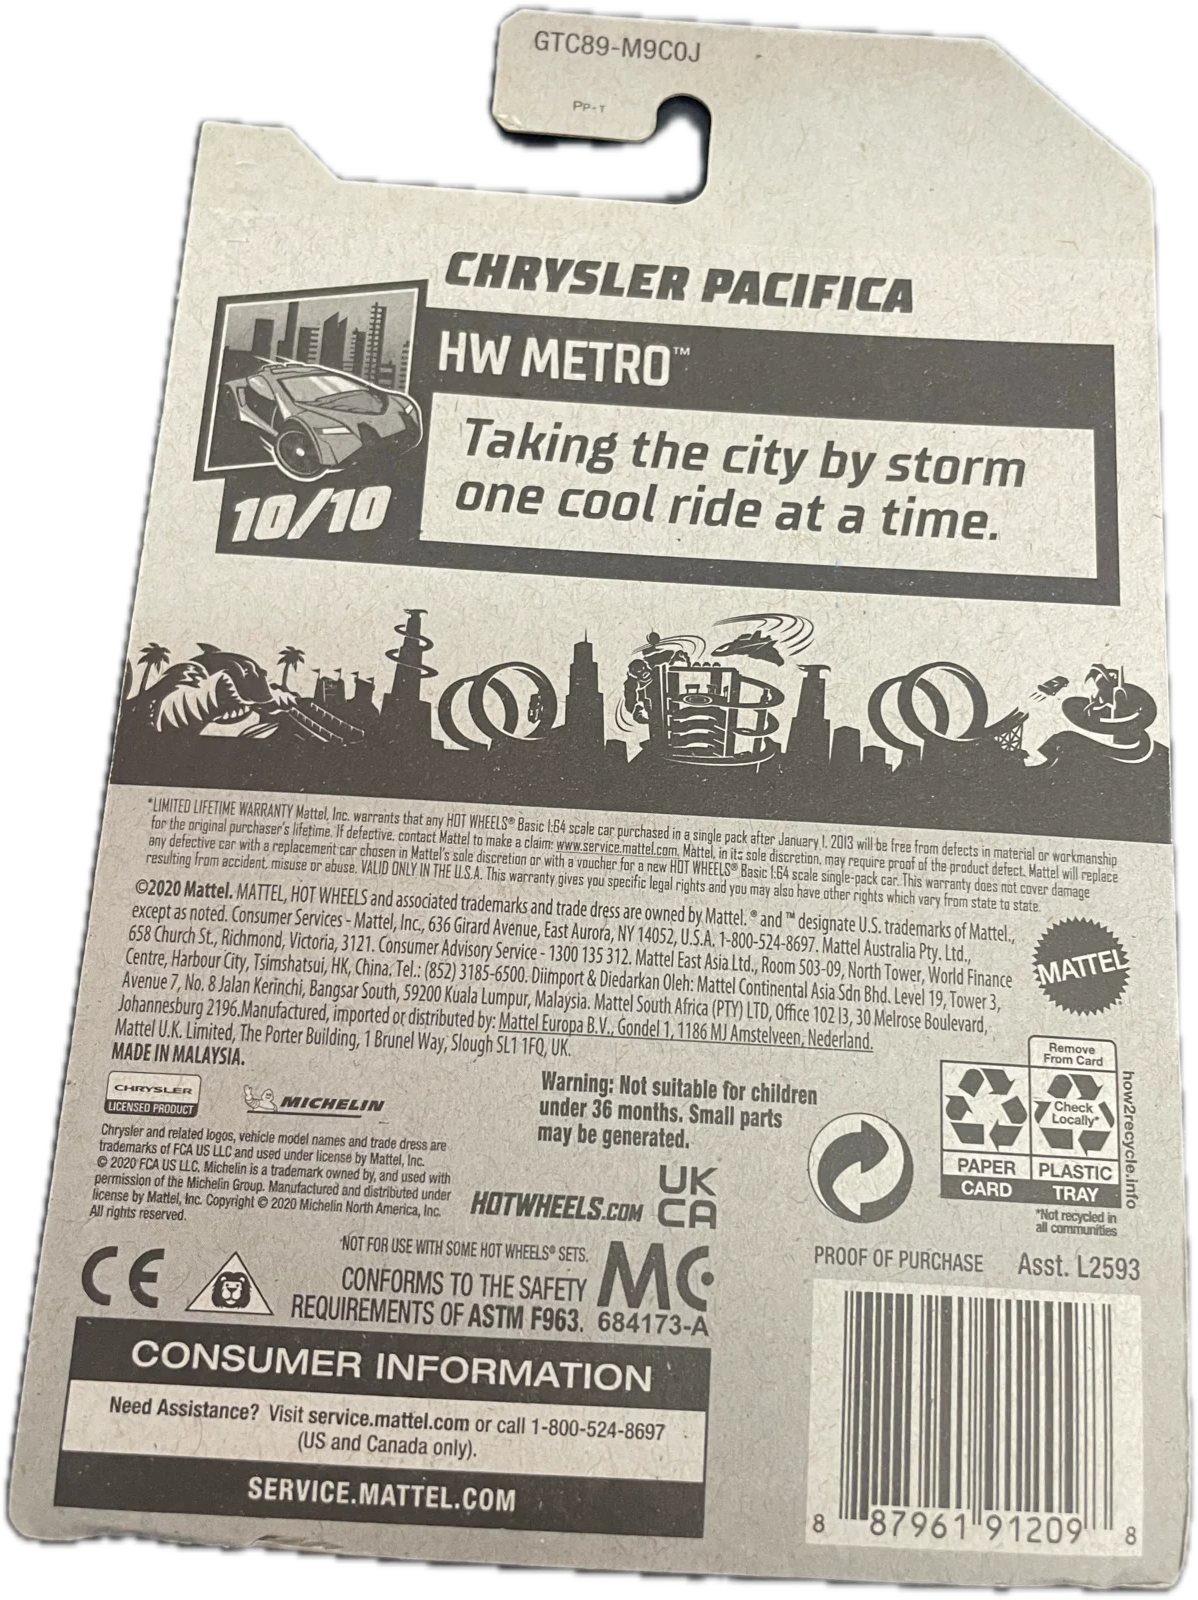 GTC89-M9C0J
PP-T
CHRYSLER PACIFICA
HW METRO™
Taking the city by storm
one cool ride at a time.
10/10
*LIMITED LIFETIME WARRANTY Mattel, Inc. warrants that any HOT WHEELS® Basic 1:64 scale car purchased in a single pack after January 1, 2013 will be free from defects in material or workmanship
for the original purchaser's lifetime. If defective, contact Mattel to make a claim: www.service.mattel.com. Mattel, in its sole discretion, may require proof of the product defect. Mattel will replace
any defective car with a replacement car chosen in Mattel's sole discretion or with a voucher for a new HOT WHEELS® Basic 1:64 scale single-pack car. This warranty does not cover damage
resulting from accident, misuse or abuse. VALID ONLY IN THE U.S.A. This warranty gives you specific legal rights and you may also have other rights which vary from state to state.
©2020 Mattel. MATTEL, HOT WHEELS and associated trademarks and trade dress are owned by Mattel. ® and ™ designate U.S. trademarks of Mattel.,
except as noted. Consumer Services - Mattel, Inc., 636 Girard Avenue, East Aurora, NY 14052, U.S.A. 1-800-524-8697. Mattel Australia Pty. Ltd.,
658 Church St., Richmond, Victoria, 3121. Consumer Advisory Service - 1300 135 312. Mattel East Asia Ltd., Room 503-09, North Tower, World Finance
Centre, Harbour City, Tsimshatsui, HK, China. Tel.: (852) 3185-6500. Diimport & Diedarkan Oleh: Mattel Continental Asia Sdn Bhd. Level 19, Tower 3,
Avenue 7, No. 8 Jalan Kerinchi, Bangsar South, 59200 Kuala Lumpur, Malaysia. Mattel South Africa (PTY) LTD, Office 102 I3, 30 Melrose Boulevard,
Johannesburg 2196.Manufactured, imported or distributed by: Mattel Europa B.V., Gondel 1, 1186 MJ Amstelveen, Nederland.
Mattel U.K. Limited, The Porter Building, 1 Brunel Way, Slough SL1 1FQ, UK.
MADE IN MALAYSIA.
MATTEL
CHRYSLER
LICENSED PRODUCT
MICHELIN
Chrysler and related logos, vehicle model names and trade dress are
trademarks of FCA US LLC and used under license by Mattel, Inc.
© 2020 FCA US LLC. Michelin is a trademark owned by, and used with
permission of the Michelin Group. Manufactured and distributed under
license by Mattel, Inc. Copyright © 2020 Michelin North America, Inc.
All rights reserved.
Warning: Not suitable for children
under 36 months. Small parts
may be generated.
HOTWHEELS.COM
UK
CA
Remove
From Card
Check
Locally*
PAPER
CARD
PLASTIC
TRAY
*Not recycled in
all communities
how2recycle.info
CE
*NOT FOR USE WITH SOME HOT WHEELS® SETS.
CONFORMS TO THE SAFETY
REQUIREMENTS OF ASTM F963.
MC
684173-A
PROOF OF PURCHASE
Asst. L2593
CONSUMER INFORMATION
Need Assistance? Visit service.mattel.com or call 1-800-524-8697
(US and Canada only).
SERVICE.MATTEL.COM
8 87961 91209 8